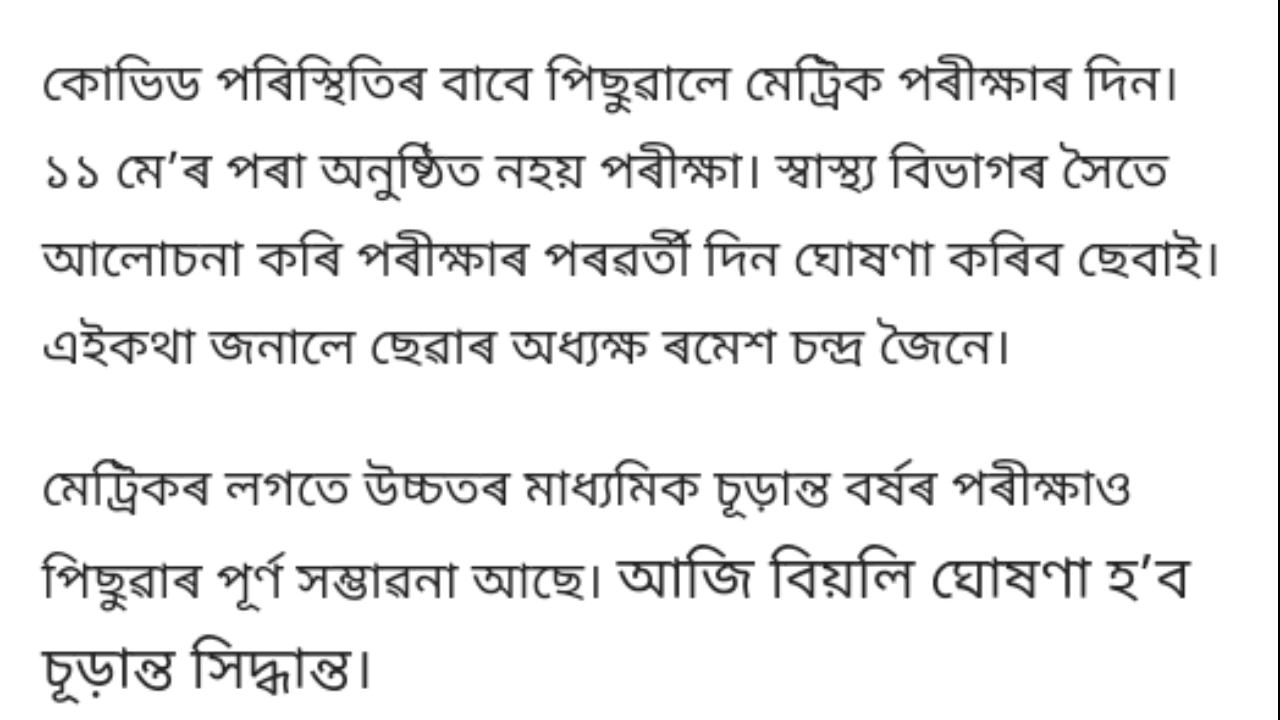 কোভিড পৰিস্থিতিৰ বাবে পিছুৱালে মেট্ৰিক পৰীক্ষাৰ দিন।
১১ মে’ৰ পৰা অনুষ্ঠিত নহয় পৰীক্ষা। স্বাস্থ্য বিভাগৰ সৈতে
আলোচনা কৰি পৰীক্ষাৰ পৰৱৰ্তী দিন ঘোষণা কৰিব ছেবাই।
এইকথা জনালে ছেৱাৰ অধ্যক্ষ ৰমেশ চন্দ্ৰ জৈনে।
মেট্ৰিকৰ লগতে উচ্চতৰ মাধ্যমিক চূড়ান্ত বৰ্ষৰ পৰীক্ষাও
পিছুৱাৰ পূৰ্ণ সম্ভাৱনা আছে। আজি বিয়লি ঘোষণা হ’ব
চূড়ান্ত সিদ্ধান্ত।